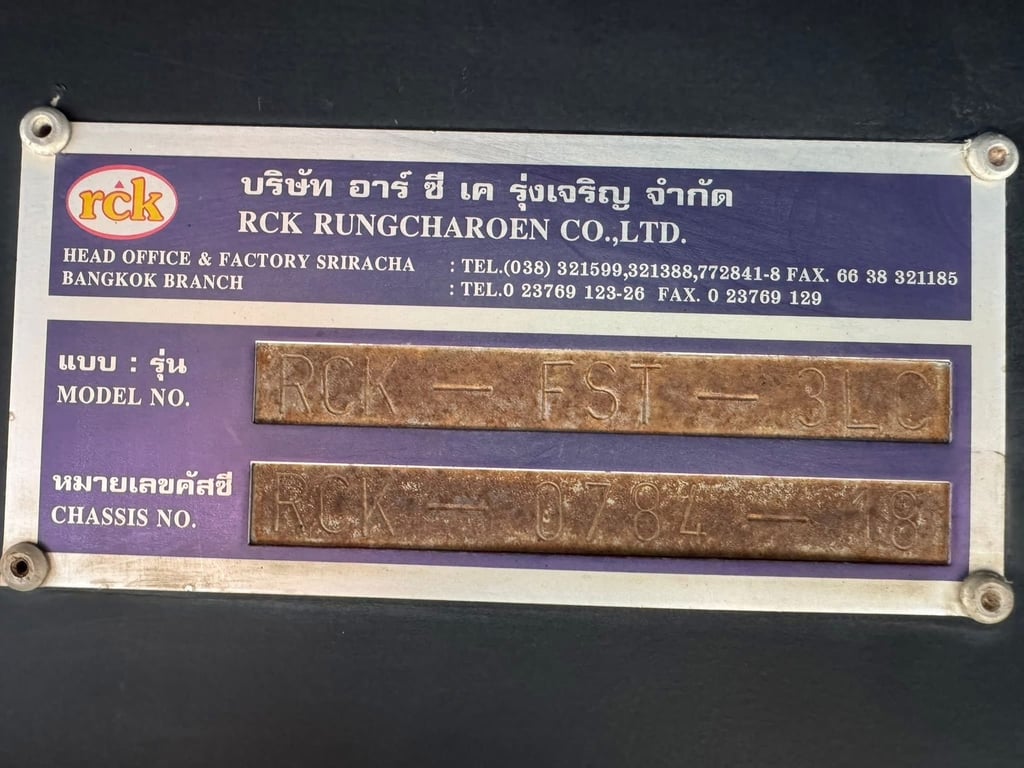 rck
บริษัท อาร์ ซี เค รุ่งเจริญ จำกัด
RCK RUNGCHAROEN CO.,LTD.
HEAD OFFICE & FACTORY SRIRACHA : TEL.(038) 321599,321388,772841-8 FAX. 66 38 321185
BANGKOK BRANCH : TEL.0 23769 123-26 FAX. 0 23769 129
แบบ : รุ่น
MODEL NO. RCK - FST - 3LC
หมายเลขคัสซี
CHASSIS NO. RCK - 0784 - 18